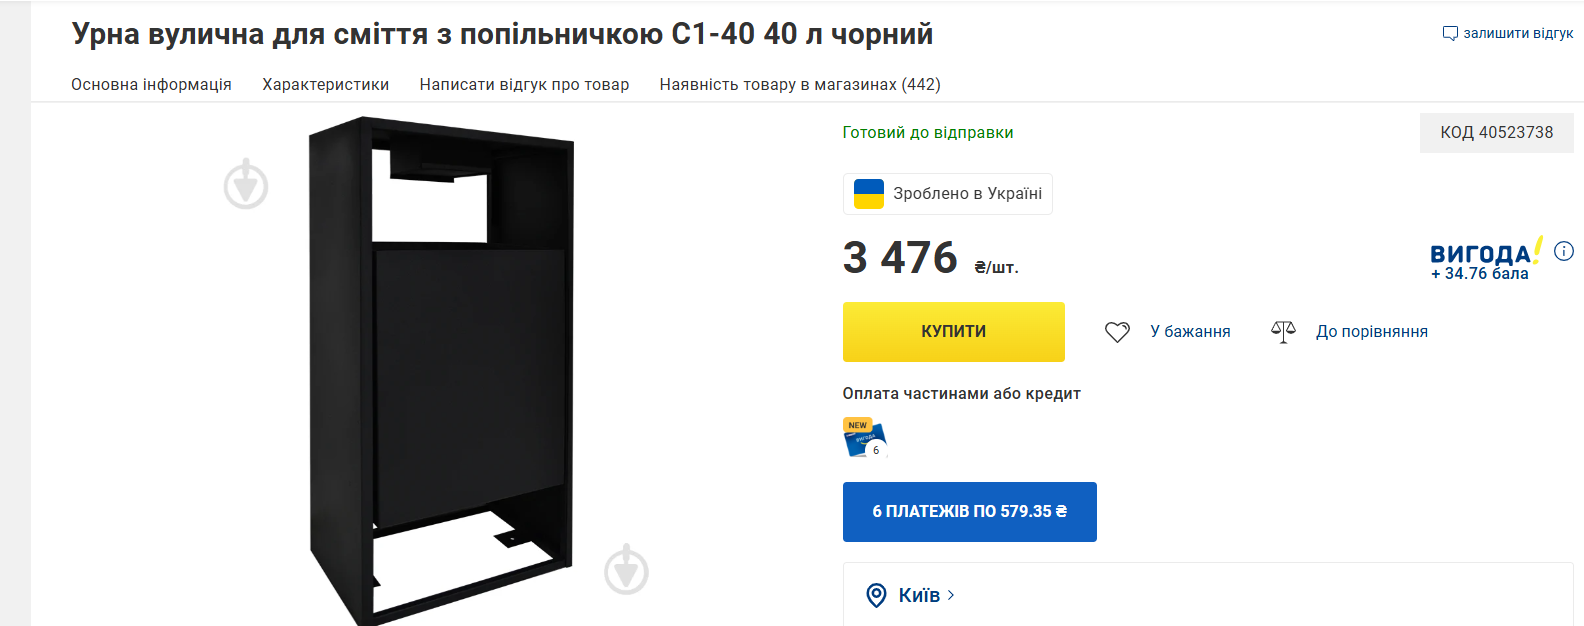 Урна вулична для сміття з попільничкою С1-40 40 л чорний
залишити відгук
Основна інформація Характеристики Написати відгук про товар Наявність товару в магазинах (442)
Готовий до відправки
КОД 40523738
Зроблено в Україні
3 476 ₴/шт.
ВИГОДА!
+ 34.76 бала
КУПИТИ
У бажання
До порівняння
Оплата частинами або кредит
NEW
ВИГОДА
6
6 ПЛАТЕЖІВ ПО 579.35 ₴
Київ